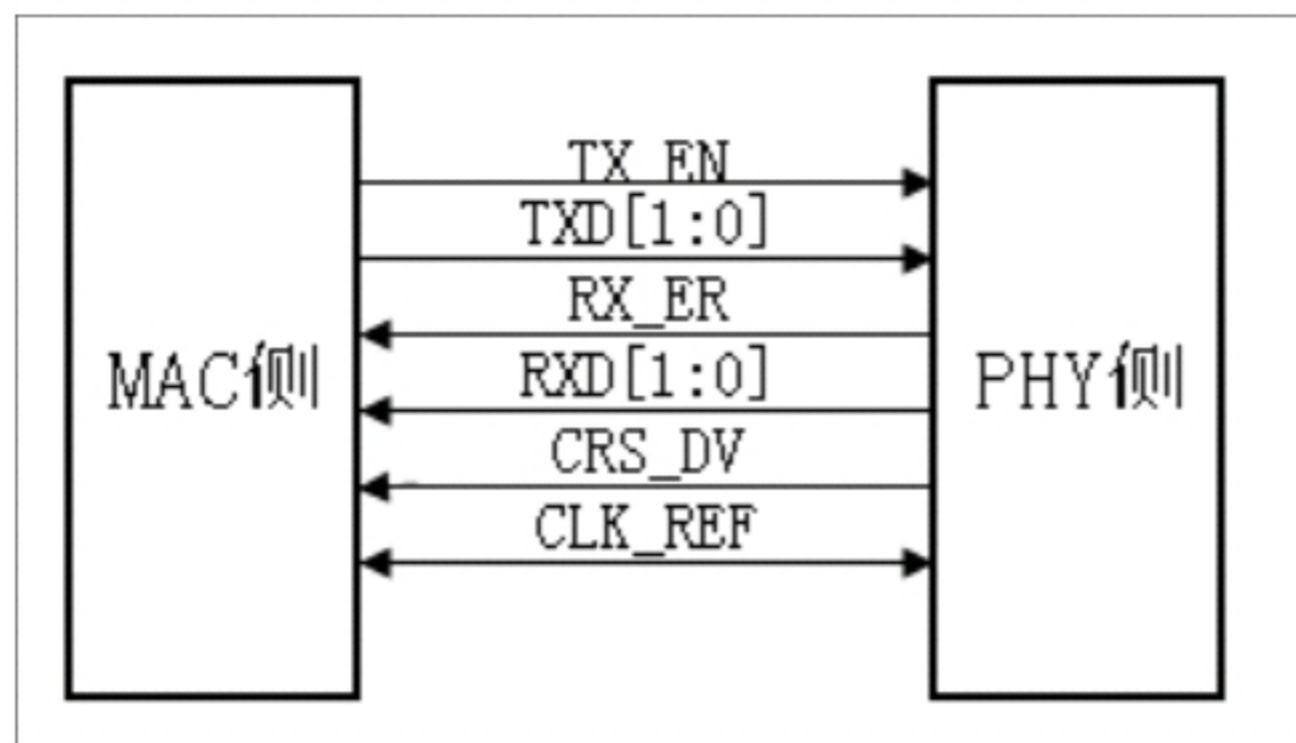 TX_EN
TXD[1:0]
RX_ER
MAC侧
RXD[1:0]
PHY侧
CRS_DV
CLK_REF